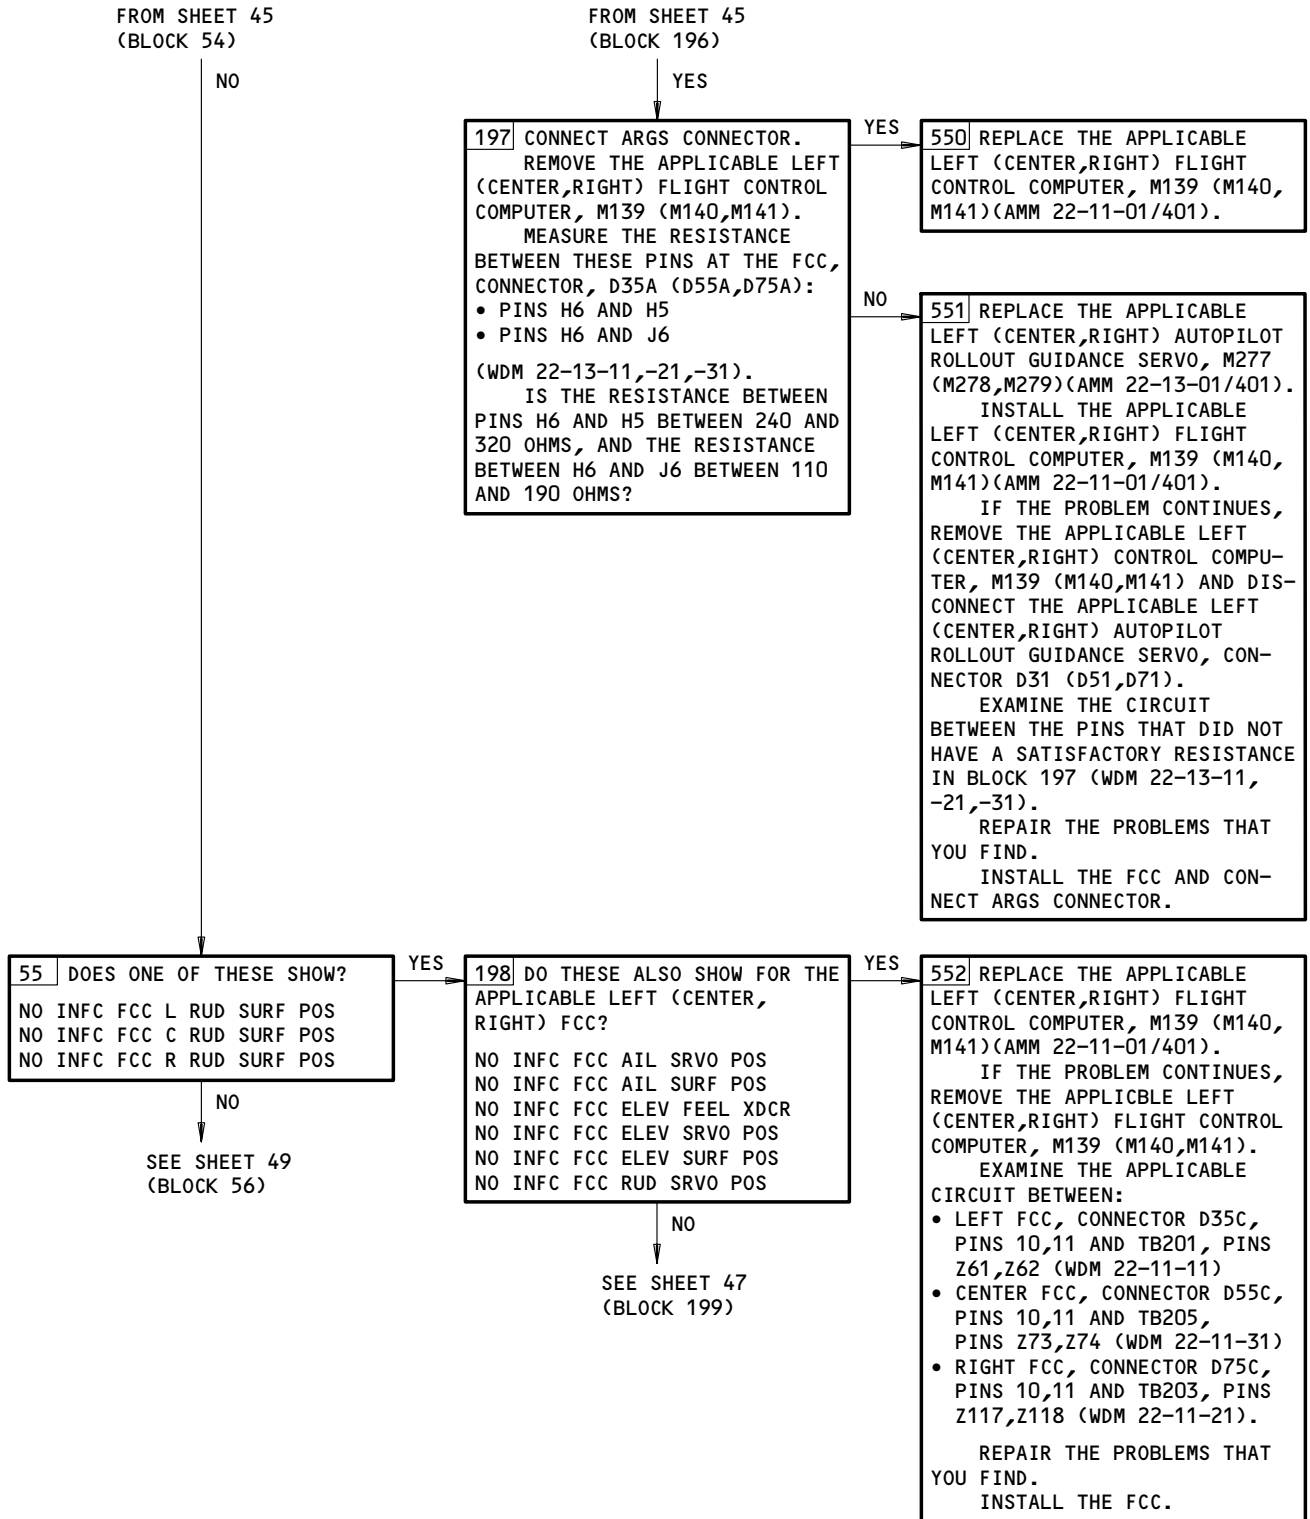 FROM SHEET 45
(BLOCK 54)
NO
FROM SHEET 45
(BLOCK 196)
YES
197 CONNECT ARGS CONNECTOR.
REMOVE THE APPLICABLE LEFT
(CENTER,RIGHT) FLIGHT CONTROL
COMPUTER, M139 (M140,M141).
MEASURE THE RESISTANCE
BETWEEN THESE PINS AT THE FCC,
CONNECTOR, D35A (D55A,D75A):
• PINS H6 AND H5
• PINS H6 AND J6
(WDM 22-13-11,-21,-31).
IS THE RESISTANCE BETWEEN
PINS H6 AND H5 BETWEEN 240 AND
320 OHMS, AND THE RESISTANCE
BETWEEN H6 AND J6 BETWEEN 110
AND 190 OHMS?
YES
550 REPLACE THE APPLICABLE
LEFT (CENTER,RIGHT) FLIGHT
CONTROL COMPUTER, M139 (M140,
M141)(AMM 22-11-01/401).
NO
551 REPLACE THE APPLICABLE
LEFT (CENTER,RIGHT) AUTOPILOT
ROLLOUT GUIDANCE SERVO, M277
(M278,M279)(AMM 22-13-01/401).
INSTALL THE APPLICABLE
LEFT (CENTER,RIGHT) FLIGHT
CONTROL COMPUTER, M139 (M140,
M141)(AMM 22-11-01/401).
IF THE PROBLEM CONTINUES,
REMOVE THE APPLICABLE LEFT
(CENTER,RIGHT) CONTROL COMPU-
TER, M139 (M140,M141) AND DIS-
CONNECT THE APPLICABLE LEFT
(CENTER,RIGHT) AUTOPILOT
ROLLOUT GUIDANCE SERVO, CON-
NECTOR D31 (D51,D71).
EXAMINE THE CIRCUIT
BETWEEN THE PINS THAT DID NOT
HAVE A SATISFACTORY RESISTANCE
IN BLOCK 197 (WDM 22-13-11,
-21,-31).
REPAIR THE PROBLEMS THAT
YOU FIND.
INSTALL THE FCC AND CON-
NECT ARGS CONNECTOR.
55 DOES ONE OF THESE SHOW?
NO INFC FCC L RUD SURF POS
NO INFC FCC C RUD SURF POS
NO INFC FCC R RUD SURF POS
YES
NO
SEE SHEET 49
(BLOCK 56)
198 DO THESE ALSO SHOW FOR THE
APPLICABLE LEFT (CENTER,
RIGHT) FCC?
NO INFC FCC AIL SRVO POS
NO INFC FCC AIL SURF POS
NO INFC FCC ELEV FEEL XDCR
NO INFC FCC ELEV SRVO POS
NO INFC FCC ELEV SURF POS
NO INFC FCC RUD SRVO POS
YES
NO
SEE SHEET 47
(BLOCK 199)
552 REPLACE THE APPLICABLE
LEFT (CENTER,RIGHT) FLIGHT
CONTROL COMPUTER, M139 (M140,
M141)(AMM 22-11-01/401).
IF THE PROBLEM CONTINUES,
REMOVE THE APPLICBLE LEFT
(CENTER,RIGHT) FLIGHT CONTROL
COMPUTER, M139 (M140,M141).
EXAMINE THE APPLICABLE
CIRCUIT BETWEEN:
• LEFT FCC, CONNECTOR D35C,
PINS 10,11 AND TB201, PINS
Z61,Z62 (WDM 22-11-11)
• CENTER FCC, CONNECTOR D55C,
PINS 10,11 AND TB205,
PINS Z73,Z74 (WDM 22-11-31)
• RIGHT FCC, CONNECTOR D75C,
PINS 10,11 AND TB203, PINS
Z117,Z118 (WDM 22-11-21).
REPAIR THE PROBLEMS THAT
YOU FIND.
INSTALL THE FCC.